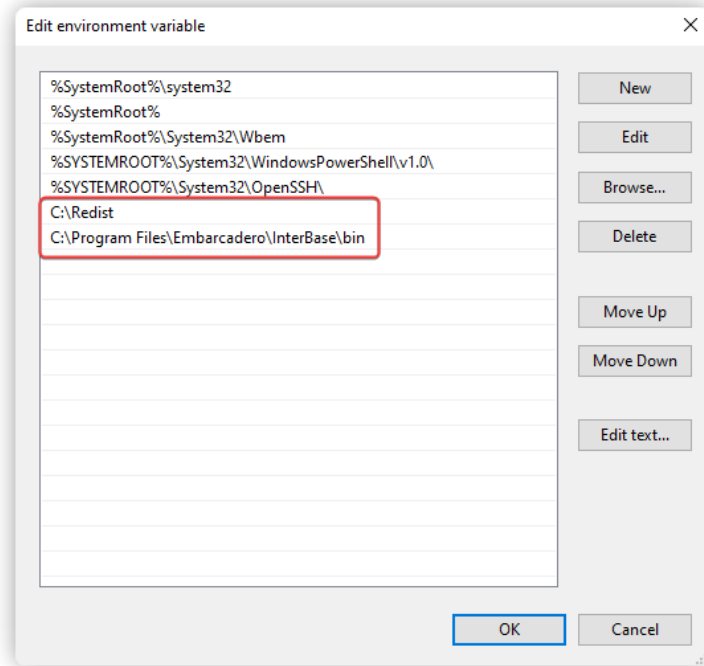 Edit environment variable
%SystemRoot%\system32
%SystemRoot%
%SystemRoot%\System32\Wbem
%SYSTEMROOT%\System32\WindowsPowerShell\v1.0\
%SYSTEMROOT%\System32\OpenSSH\
C:\Redist
C:\Program Files\Embarcadero\InterBase\bin
New
Edit
Browse...
Delete
Move Up
Move Down
Edit text...
OK
Cancel